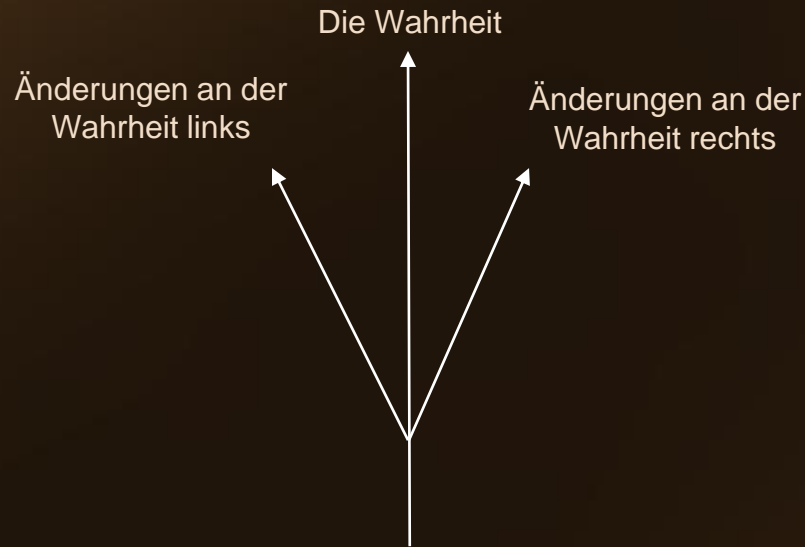 Die Wahrheit
Änderungen an der
Wahrheit links
Änderungen an der
Wahrheit rechts